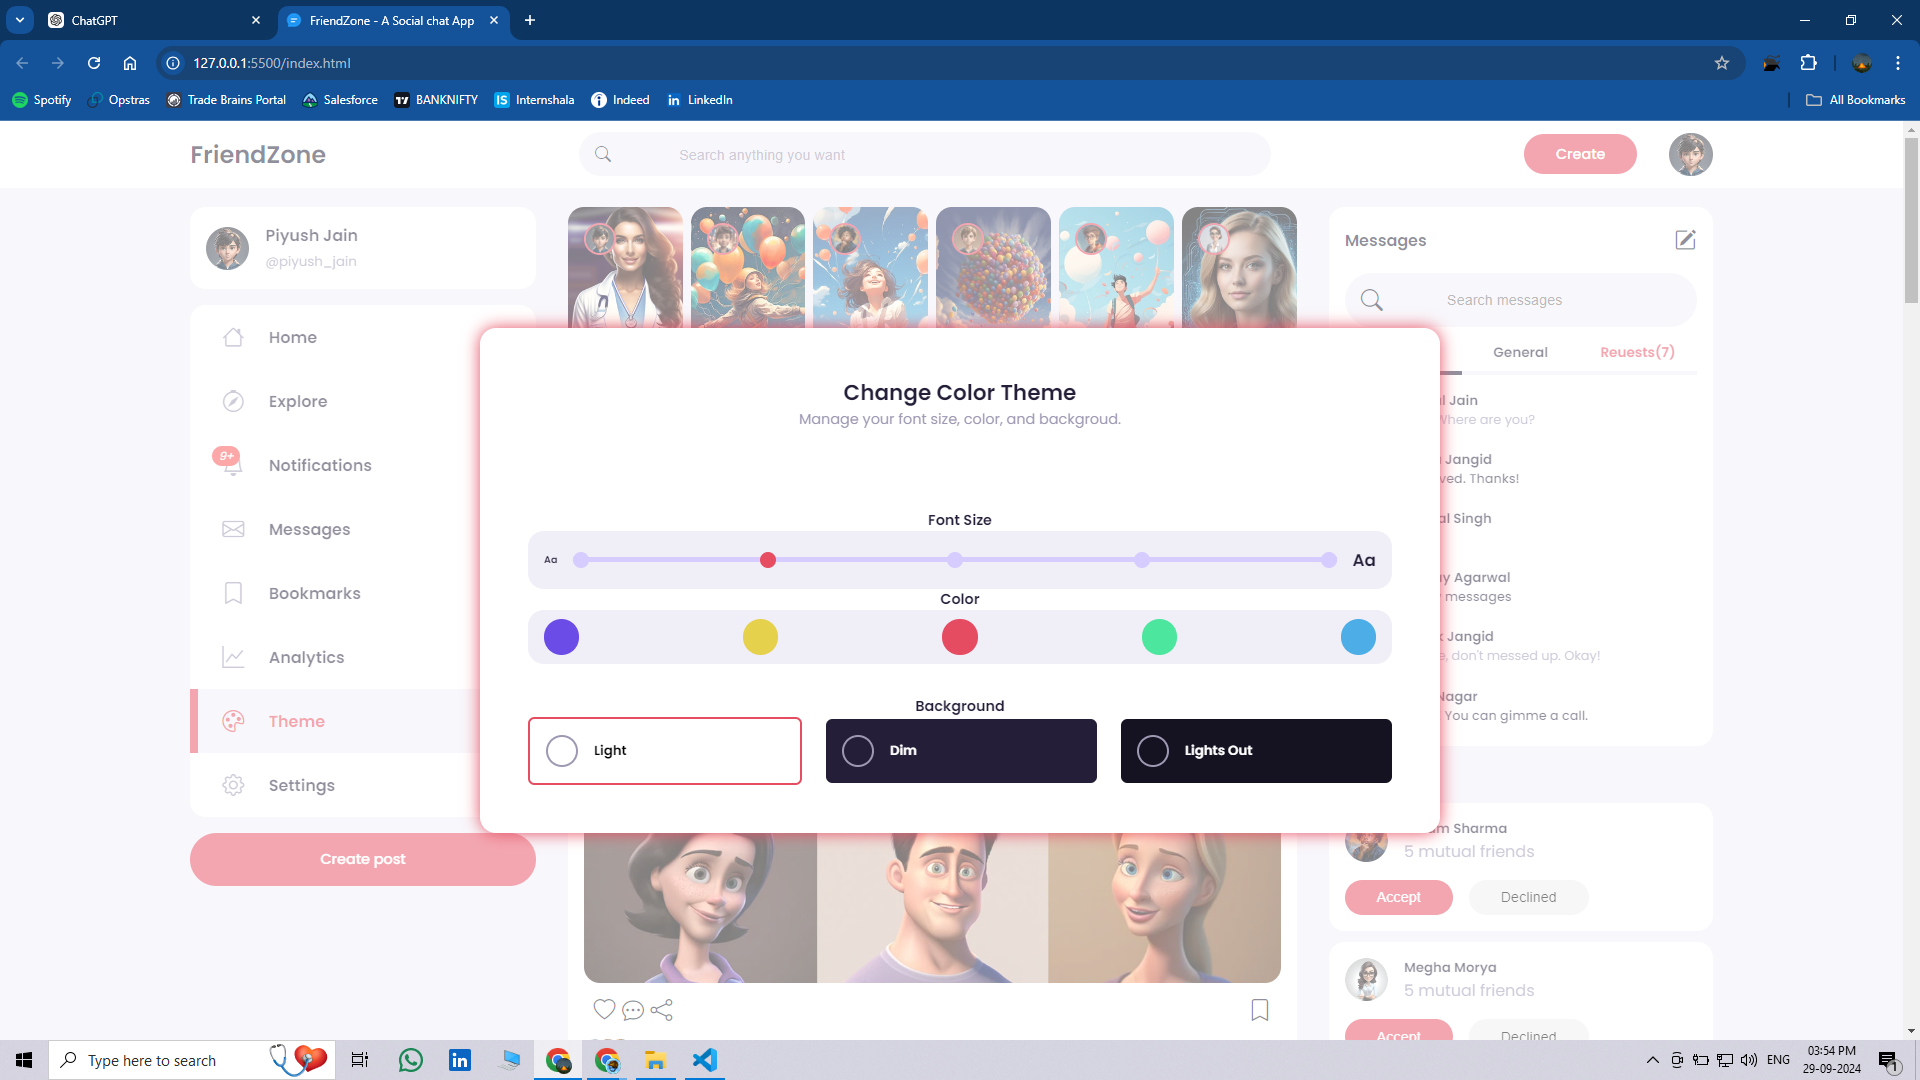 ChatGPT
FriendZone - A Social chat App
127.0.0.1:5500/index.html
Spotify
Opstras
Trade Brains Portal
Salesforce
BANKNIFTY
Internshala
Indeed
LinkedIn
All Bookmarks
FriendZone
Search anything you want
Create
Piyush Jain
@piyush_jain
Home
Explore
9+
Notifications
Messages
Bookmarks
Analytics
Theme
Settings
Create post
Change Color Theme
Manage your font size, color, and backgroud.
Font Size
Aa
Aa
Color
Background
Light
Dim
Lights Out
Messages
Search messages
General
Reuests(7)
Jain
Where are you?
Jangid
Thanks!
Singh
Agarwal
messages
Jangid
don't messed up. Okay!
Nagar
You can gimme a call.
Sharma
5 mutual friends
Accept
Declined
Megha Morya
5 mutual friends
Accept
Declined
Type here to search
ENG
03:54 PM
29-09-2024
1